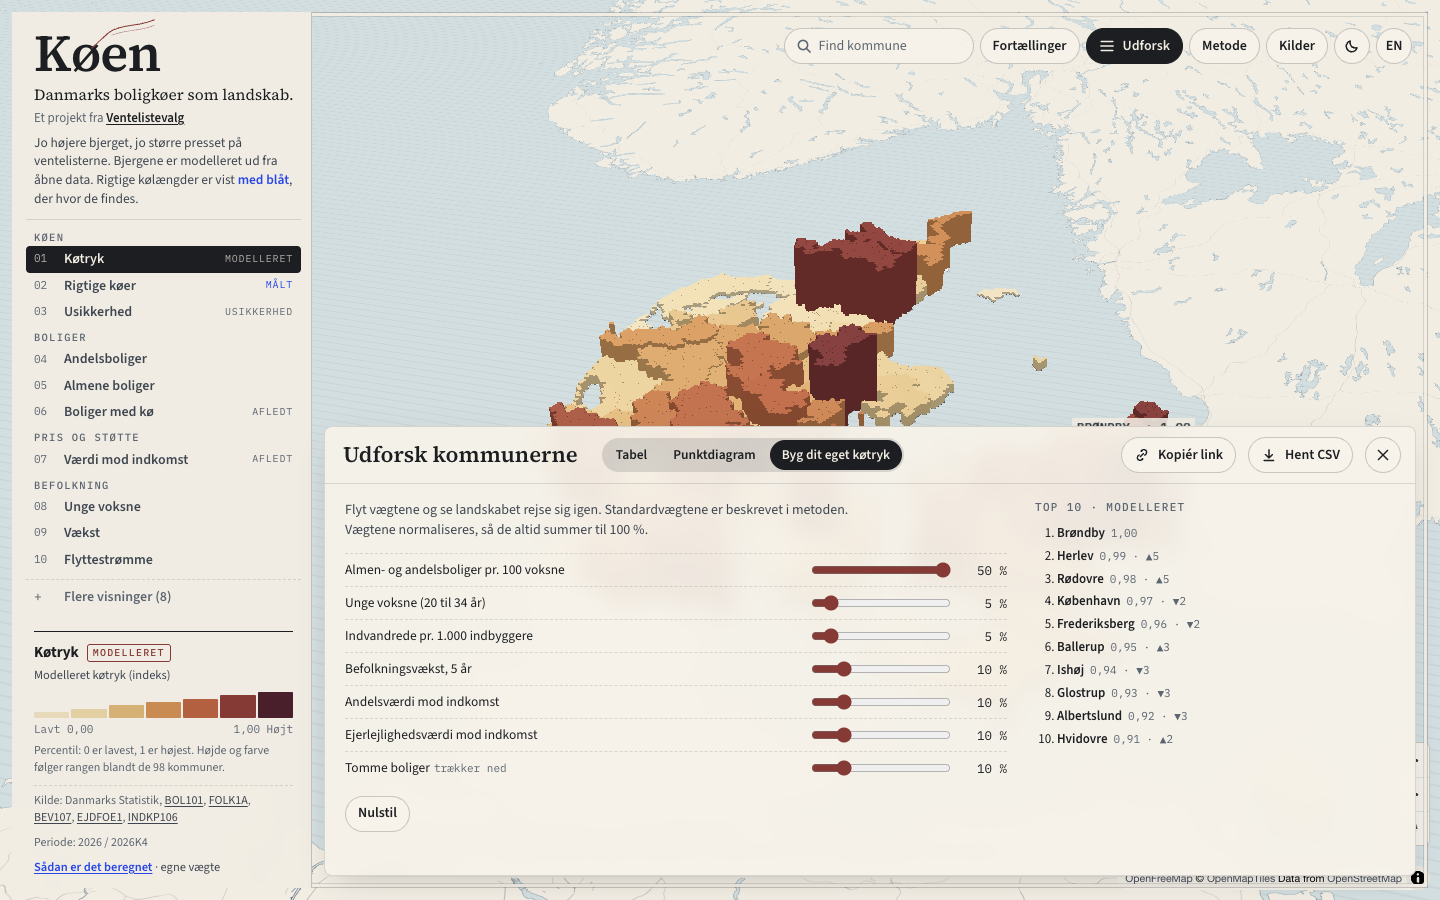 Køen
Danmarks boligkøer som landskab.
Et projekt fra Ventelistevalg
Jo højere bjerget, jo større presset på
ventelisterne. Bjergene er modelleret ud fra
åbne data. Rigtige kølængder er vist med blåt,
der hvor de findes.
KØEN
01 Køtryk MODELLERET
02 Rigtige køer MÅLT
03 Usikkerhed USIKKERHED
BOLIGER
04 Andelsboliger
05 Almene boliger
06 Boliger med kø AFLEDT
PRIS OG STØTTE
07 Værdi mod indkomst AFLEDT
BEFOLKNING
08 Unge voksne
09 Vækst
10 Flyttestrømme
+ Flere visninger (8)
Køtryk MODELLERET
Modelleret køtryk (indeks)
Lavt 0,00 1,00 Højt
Percentil: 0 er lavest, 1 er højest. Højde og farve
følger rangen blandt de 98 kommuner.
Kilde: Danmarks Statistik, BOL101, FOLK1A,
BEV107, EJDFOE1, INDKP106
Periode: 2026 / 2026K4
Sådan er det beregnet · egne vægte
Find kommune
Fortællinger
Udforsk
Metode
Kilder
EN
Udforsk kommunerne
Tabel
Punktdiagram
Byg dit eget køtryk
Kopiér link
Hent CSV
Flyt vægtene og se landskabet rejse sig igen. Standardvægtene er beskrevet i metoden.
Vægtene normaliseres, så de altid summer til 100 %.
Almen- og andelsboliger pr. 100 voksne 50 %
Unge voksne (20 til 34 år) 5 %
Indvandrede pr. 1.000 indbyggere 5 %
Befolkningsvækst, 5 år 10 %
Andelsværdi mod indkomst 10 %
Ejerlejlighedsværdi mod indkomst 10 %
Tomme boliger trækker ned 10 %
Nulstil
TOP 10 · MODELLERET
1. Brøndby 1,00
2. Herlev 0,99 · ▲5
3. Rødovre 0,98 · ▲5
4. København 0,97 · ▼2
5. Frederiksberg 0,96 · ▼2
6. Ballerup 0,95 · ▲3
7. Ishøj 0,94 · ▼3
8. Glostrup 0,93 · ▼3
9. Albertslund 0,92 · ▼3
10. Hvidovre 0,91 · ▲2
OpenFreeMap © OpenMapTiles Data from OpenStreetMap